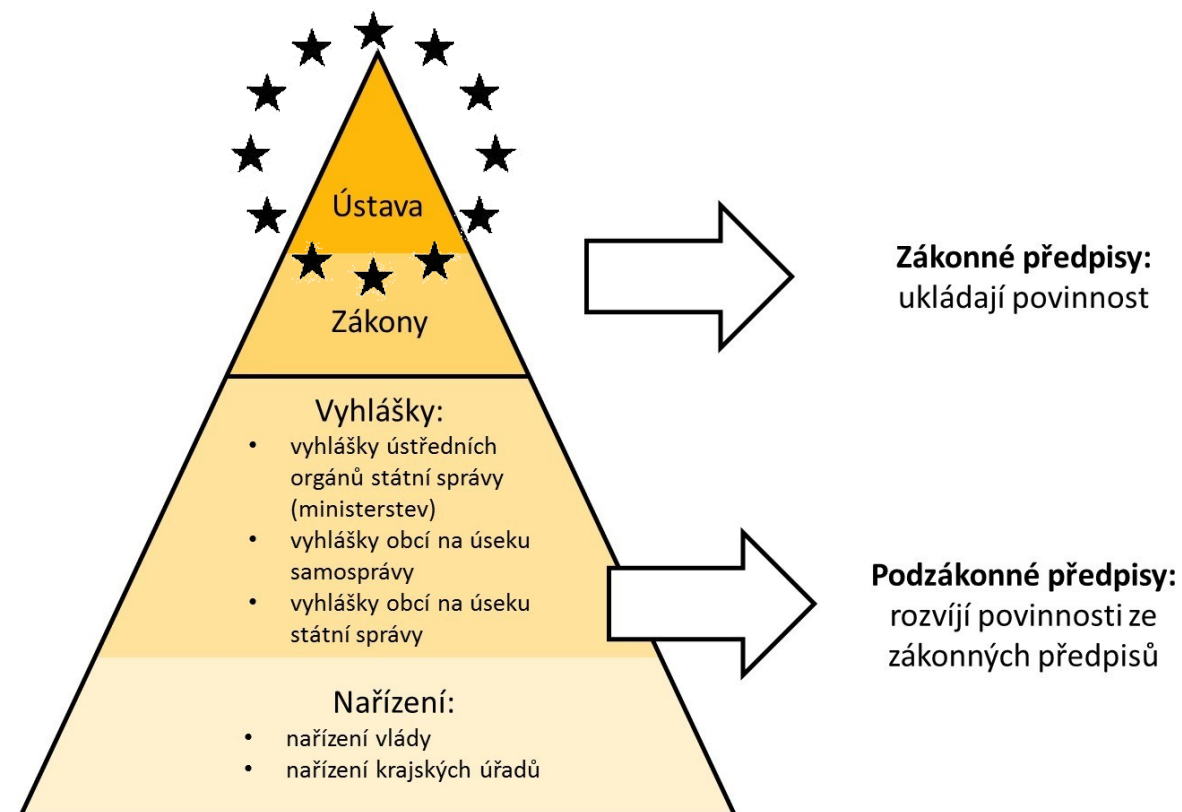 Ústava
Zákony
Zákonné předpisy:
ukládají povinnost
Vyhlášky:
• vyhlášky ústředních
orgánů státní správy
(ministerstev)
• vyhlášky obcí na úseku
samosprávy
• vyhlášky obcí na úseku
státní správy
Podzákonné předpisy:
rozvíjí povinnosti ze
zákonných předpisů
Nařízení:
• nařízení vlády
• nařízení krajských úřadů